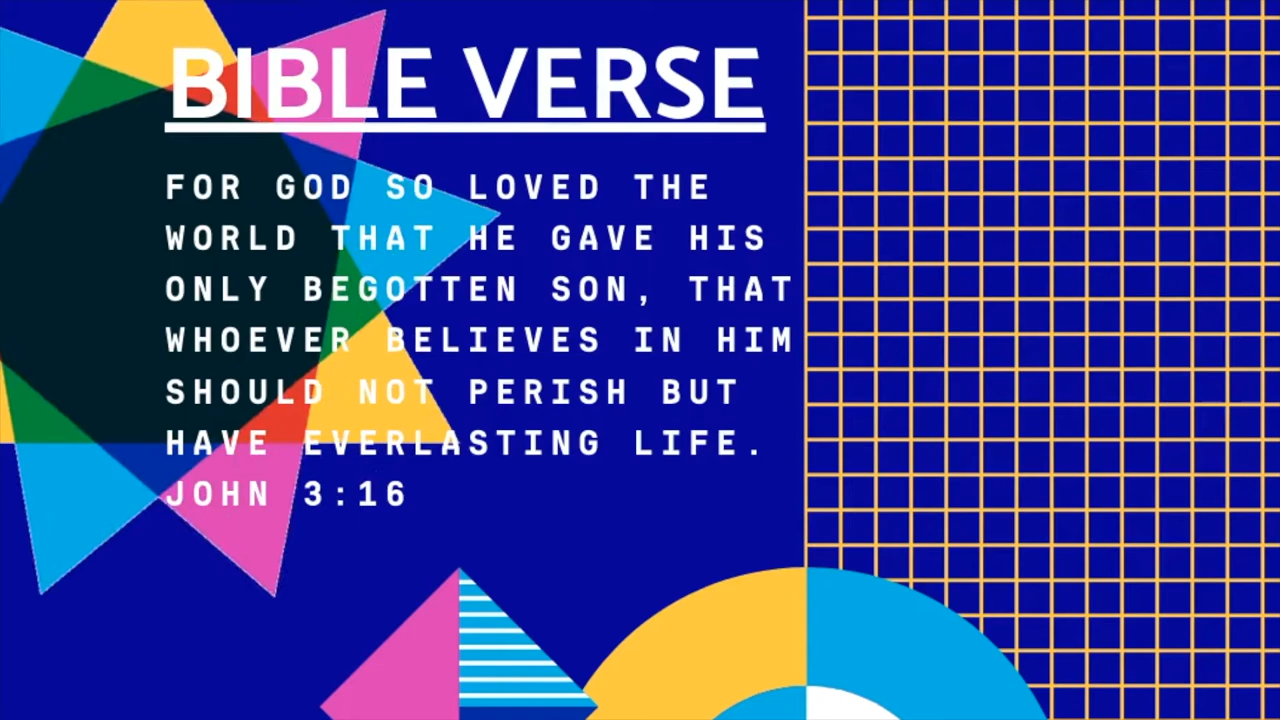 BIBLE VERSE
FOR GOD SO LOVED THE
WORLD THAT HE GAVE HIS
ONLY BEGOTTEN SON, THAT
WHOEVER BELIEVES IN HIM
SHOULD NOT PERISH BUT
HAVE EVERLASTING LIFE.
JOHN 3:16